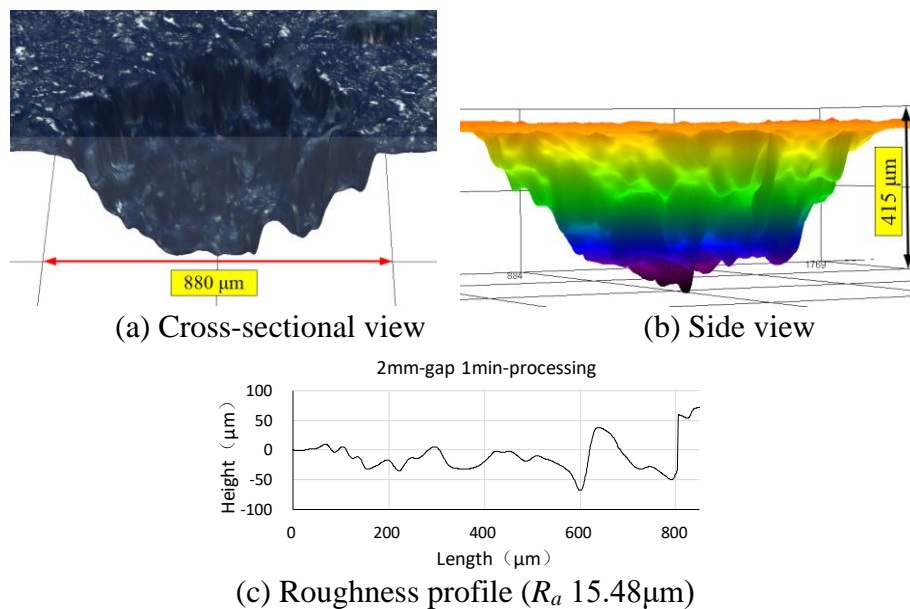 880 μm
415 μm
884
1769
(a) Cross-sectional view
(b) Side view
2mm-gap 1min-processing
Height（μm）
100
50
0
-50
-100
0
200
400
600
800
Length（μm）
(c) Roughness profile (Ra 15.48μm)